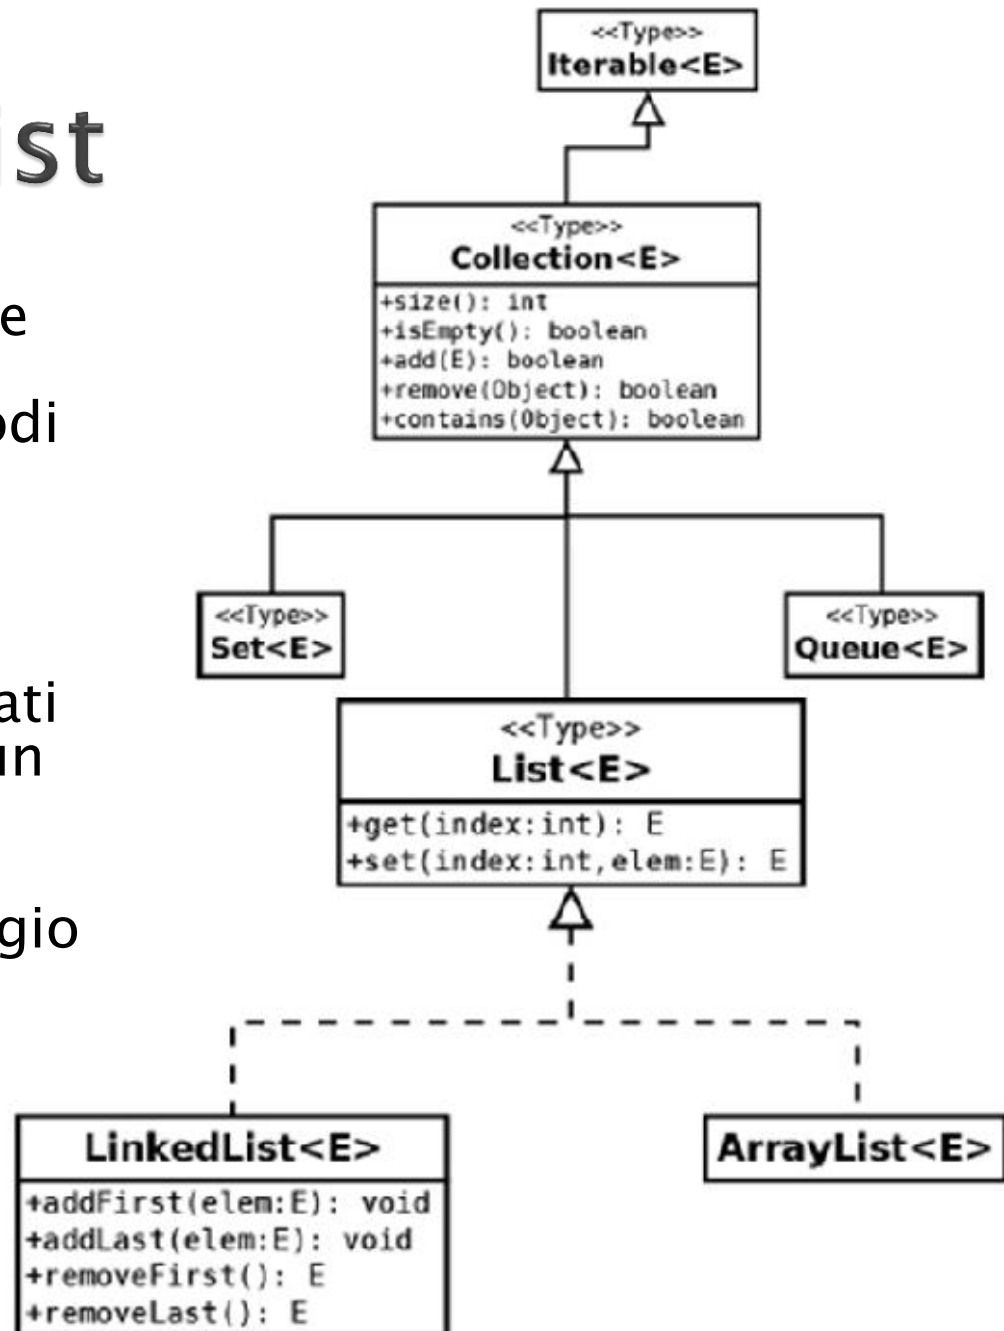 ist
e
odi
ati
un
gio
<<Type>>
Iterable<E>
<<Type>>
Collection<E>
+size(): int
+isEmpty(): boolean
+add(E): boolean
+remove(Object): boolean
+contains(Object): boolean
<<Type>>
Set<E>
<<Type>>
Queue<E>
<<Type>>
List<E>
+get(index:int): E
+set(index:int,elem:E): E
LinkedList<E>
+addFirst(elem:E): void
+addLast(elem:E): void
+removeFirst(): E
+removeLast(): E
ArrayList<E>